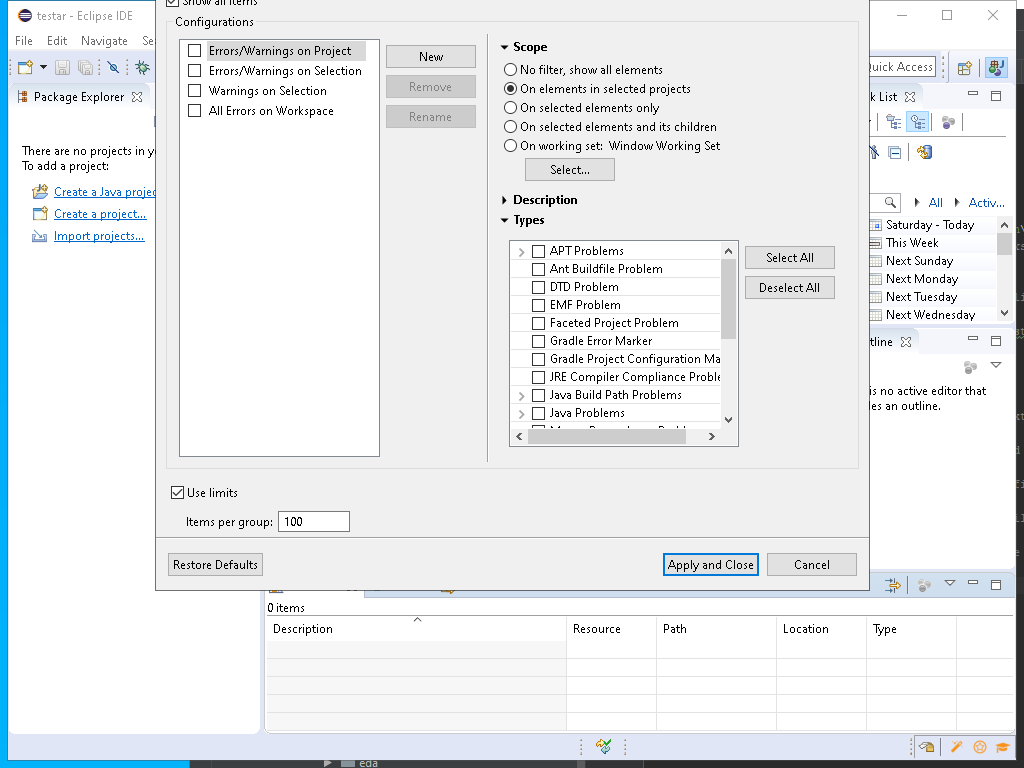 Show all items
testar - Eclipse IDE
Configurations
File Edit Navigate Se
Errors/Warnings on Project
Errors/Warnings on Selection
Warnings on Selection
All Errors on Workspace
New
Remove
Rename
Scope
No filter, show all elements
On elements in selected projects
On selected elements only
On selected elements and its children
On working set: Window Working Set
Select...
Description
Types
APT Problems
Ant Buildfile Problem
DTD Problem
EMF Problem
Faceted Project Problem
Gradle Error Marker
Gradle Project Configuration Ma
JRE Compiler Compliance Proble
Java Build Path Problems
Java Problems
Select All
Deselect All
Use limits
Items per group: 100
Restore Defaults
Apply and Close
Cancel
Package Explorer
There are no projects in y
To add a project:
Create a Java projec
Create a project...
Import projects...
Quick Access
k List
All Activ...
Saturday - Today
This Week
Next Sunday
Next Monday
Next Tuesday
Next Wednesday
tline
is no active editor that
les an outline.
0 items
Description Resource Path Location Type
eda